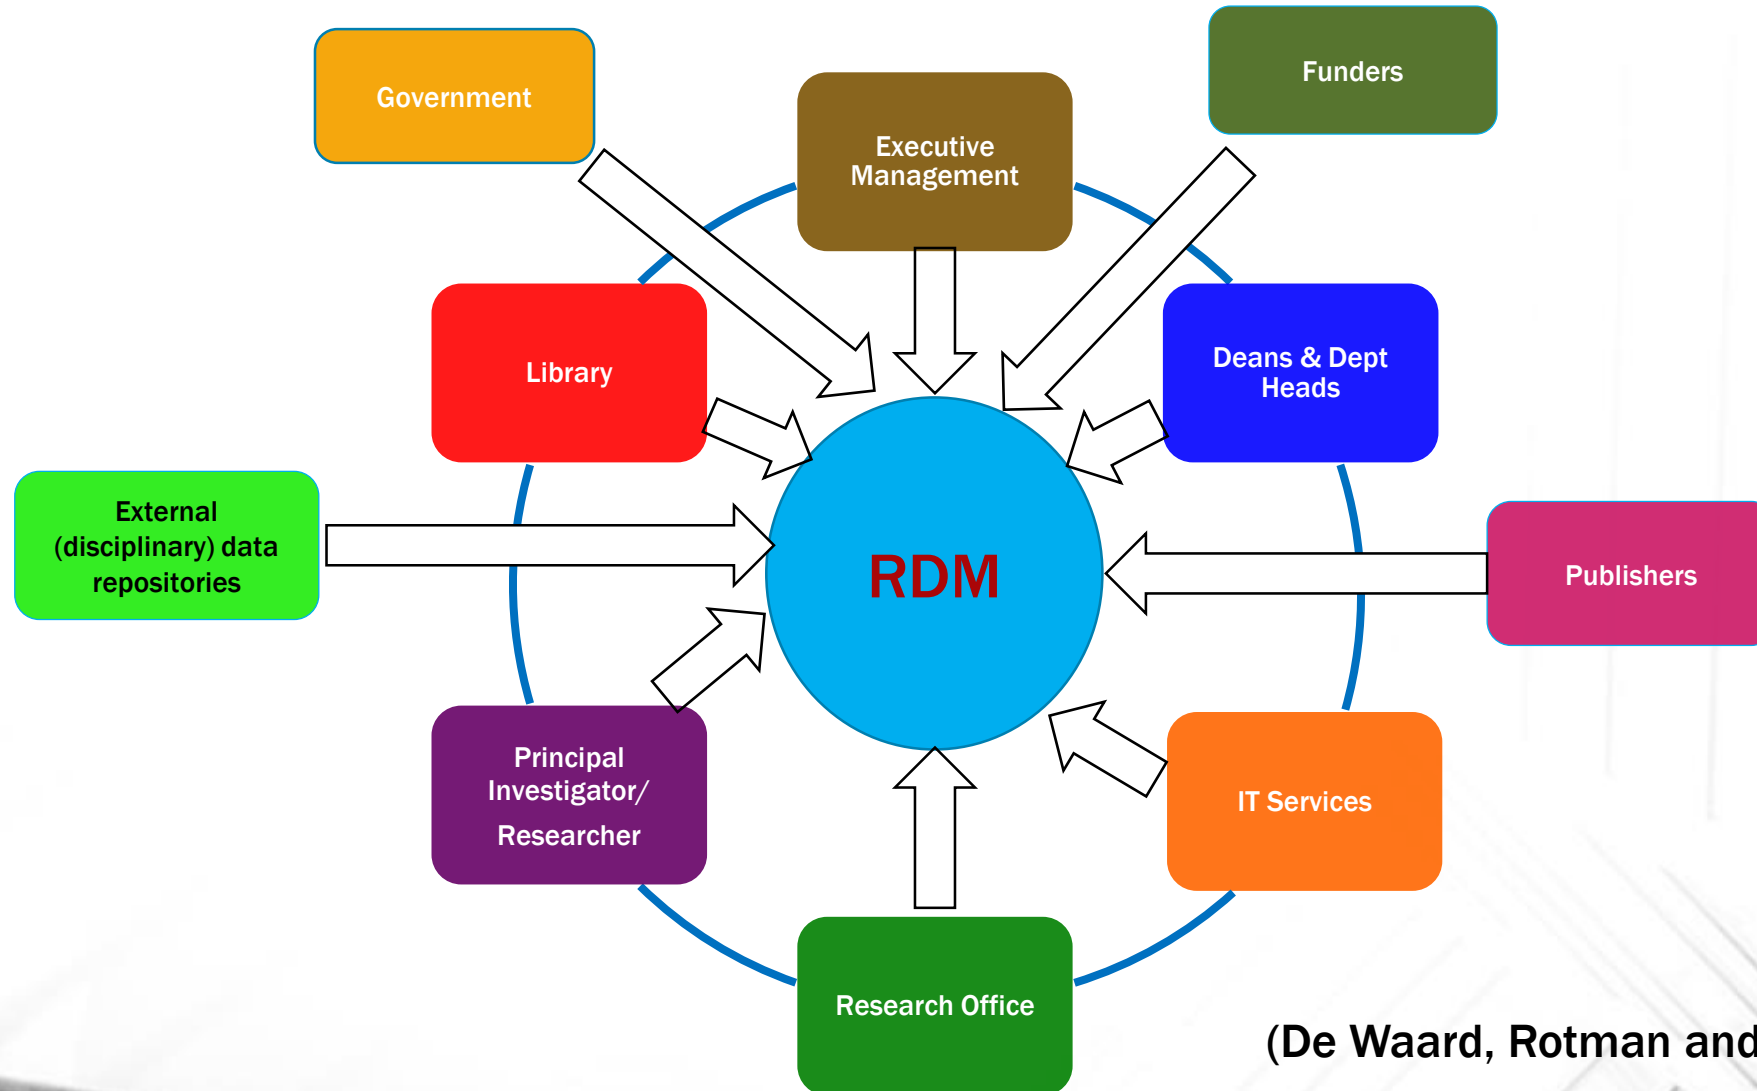 Government
Funders
Executive
Management
Library
Deans & Dept
Heads
External
(disciplinary) data
repositories
RDM
Publishers
Principal
Investigator/
Researcher
IT Services
Research Office
(De Waard, Rotman and